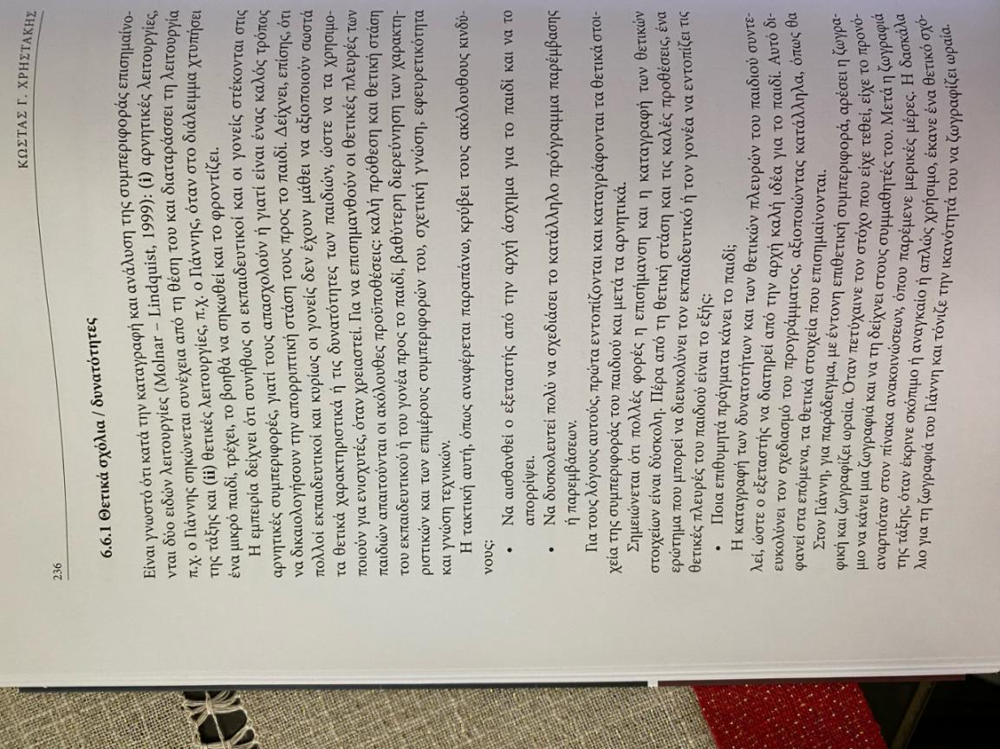 236
ΚΩΣΤΑΣ Γ. ΧΡΗΣΤΑΚΗΣ
6.6.1 Θετικά σχόλια / δυνατότητες
Είναι γνωστό ότι κατά την καταγραφή και ανάλυση της συμπεριφοράς επισημαίνο-
νται δύο ειδών λειτουργίες (Molnar – Lindquist, 1999): (i) αρνητικές λειτουργίες,
π.χ. ο Γιάννης σηκώνεται συνέχεια από τη θέση του και διαταράσσει τη λειτουργία
της τάξης και (ii) θετικές λειτουργίες, π.χ. ο Γιάννης, όταν στο διάλειμμα χτυπήσει
ένα μικρό παιδί, τρέχει, το βοηθά να σηκωθεί και το φροντίζει.
Η εμπειρία δείχνει ότι συνήθως οι εκπαιδευτικοί και οι γονείς στέκονται στις
αρνητικές συμπεριφορές, γιατί τους απασχολούν ή γιατί είναι ένας καλός τρόπος
να δικαιολογήσουν την απορριπτική στάση τους προς το παιδί. Δείχνει, επίσης, ότι
πολλοί εκπαιδευτικοί και κυρίως οι γονείς δεν έχουν μάθει να αξιοποιούν σωστά
τα θετικά χαρακτηριστικά ή τις δυνατότητες των παιδιών, ώστε να τα χρησιμο-
ποιούν για ενισχυτές, όταν χρειαστεί. Για να επισημανθούν οι θετικές πλευρές των
παιδιών απαιτούνται οι ακόλουθες προϋποθέσεις: καλή πρόθεση και θετική στάση
του εκπαιδευτικού ή του γονέα προς το παιδί, βαθύτερη διερεύνηση των χαρακτη-
ριστικών και των επιμέρους συμπεριφορών του, σχετική γνώση, εφευρετικότητα
και γνώση τεχνικών.
Η τακτική αυτή, όπως αναφέρεται παραπάνω, κρύβει τους ακόλουθους κινδύ-
νους:
• Να αισθανθεί ο εξεταστής από την αρχή άσχημα για το παιδί και να το
απορρίψει.
• Να δυσκολευτεί πολύ να σχεδιάσει το κατάλληλο πρόγραμμα παρέμβασης
ή παρεμβάσεων.
Για τους λόγους αυτούς, πρώτα εντοπίζονται και καταγράφονται τα θετικά στοι-
χεία της συμπεριφοράς του παιδιού και μετά τα αρνητικά.
Σημειώνεται ότι πολλές φορές η επισήμανση και η καταγραφή των θετικών
στοιχείων είναι δύσκολη. Πέρα από τη θετική στάση και τις καλές προθέσεις, ένα
ερώτημα που μπορεί να διευκολύνει τον εκπαιδευτικό ή τον γονέα να εντοπίζει τις
θετικές πλευρές του παιδιού είναι το εξής:
• Ποια επιθυμητά πράγματα κάνει το παιδί;
Η καταγραφή των δυνατοτήτων και των θετικών πλευρών του παιδιού συντε-
λεί, ώστε ο εξεταστής να διατηρεί από την αρχή καλή ιδέα για το παιδί. Αυτό δι-
ευκολύνει τον σχεδιασμό του προγράμματος, αξιοποιώντας κατάλληλα, όπως θα
φανεί στα επόμενα, τα θετικά στοιχεία που επισημαίνονται.
Στον Γιάννη, για παράδειγμα, με έντονη επιθετική συμπεριφορά, αρέσει η ζωγρα-
φική και ζωγραφίζει ωραία. Όταν πετύχαινε τον στόχο που είχε τεθεί, είχε το προνό-
μιο να κάνει μια ζωγραφιά και να τη δείχνει στους συμμαθητές του. Μετά η ζωγραφιά
αναρτιόταν στον πίνακα ανακοινώσεων, όπου παρέμενε μερικές μέρες. Η δασκάλα
της τάξης, όταν έκρινε σκόπιμο ή αναγκαίο ή απλώς χρήσιμο, έκανε ένα θετικό σχό-
λιο για τη ζωγραφιά του Γιάννη και τόνιζε την ικανότητά του να ζωγραφίζει ωραία.